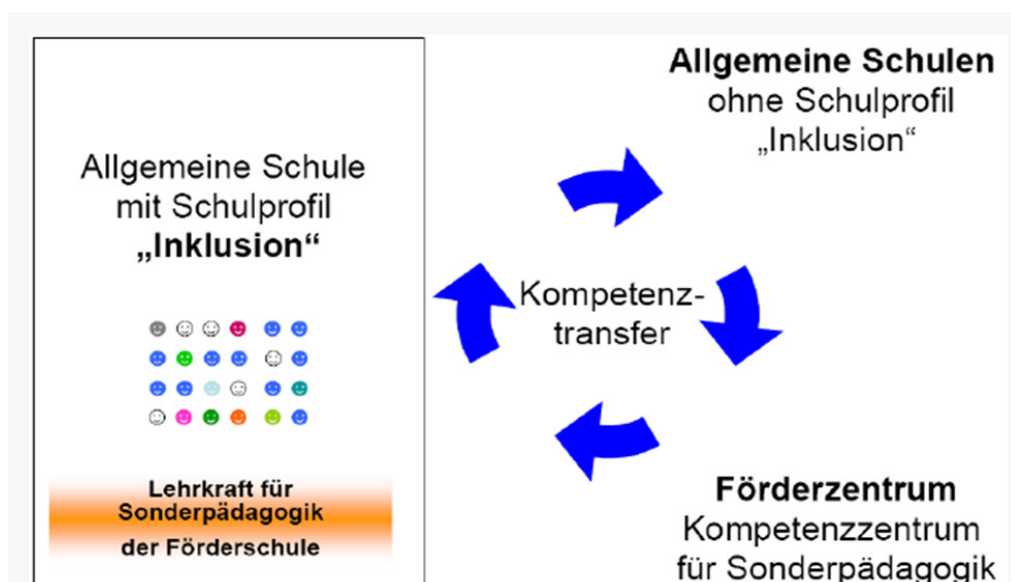 Allgemeine Schule
mit Schulprofil
„Inklusion“
Lehrkraft für
Sonderpädagogik
der Förderschule
Kompetenz-
transfer
Allgemeine Schulen
ohne Schulprofil
„Inklusion“
Förderzentrum
Kompetenzzentrum
für Sonderpädagogik